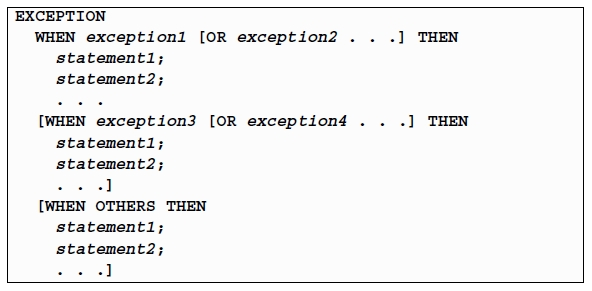 EXCEPTION
WHEN exception1 [OR exception2 . . .] THEN
statement1;
statement2;
. . .
[WHEN exception3 [OR exception4 . . .] THEN
statement1;
statement2;
. . .]
[WHEN OTHERS THEN
statement1;
statement2;
. . .]